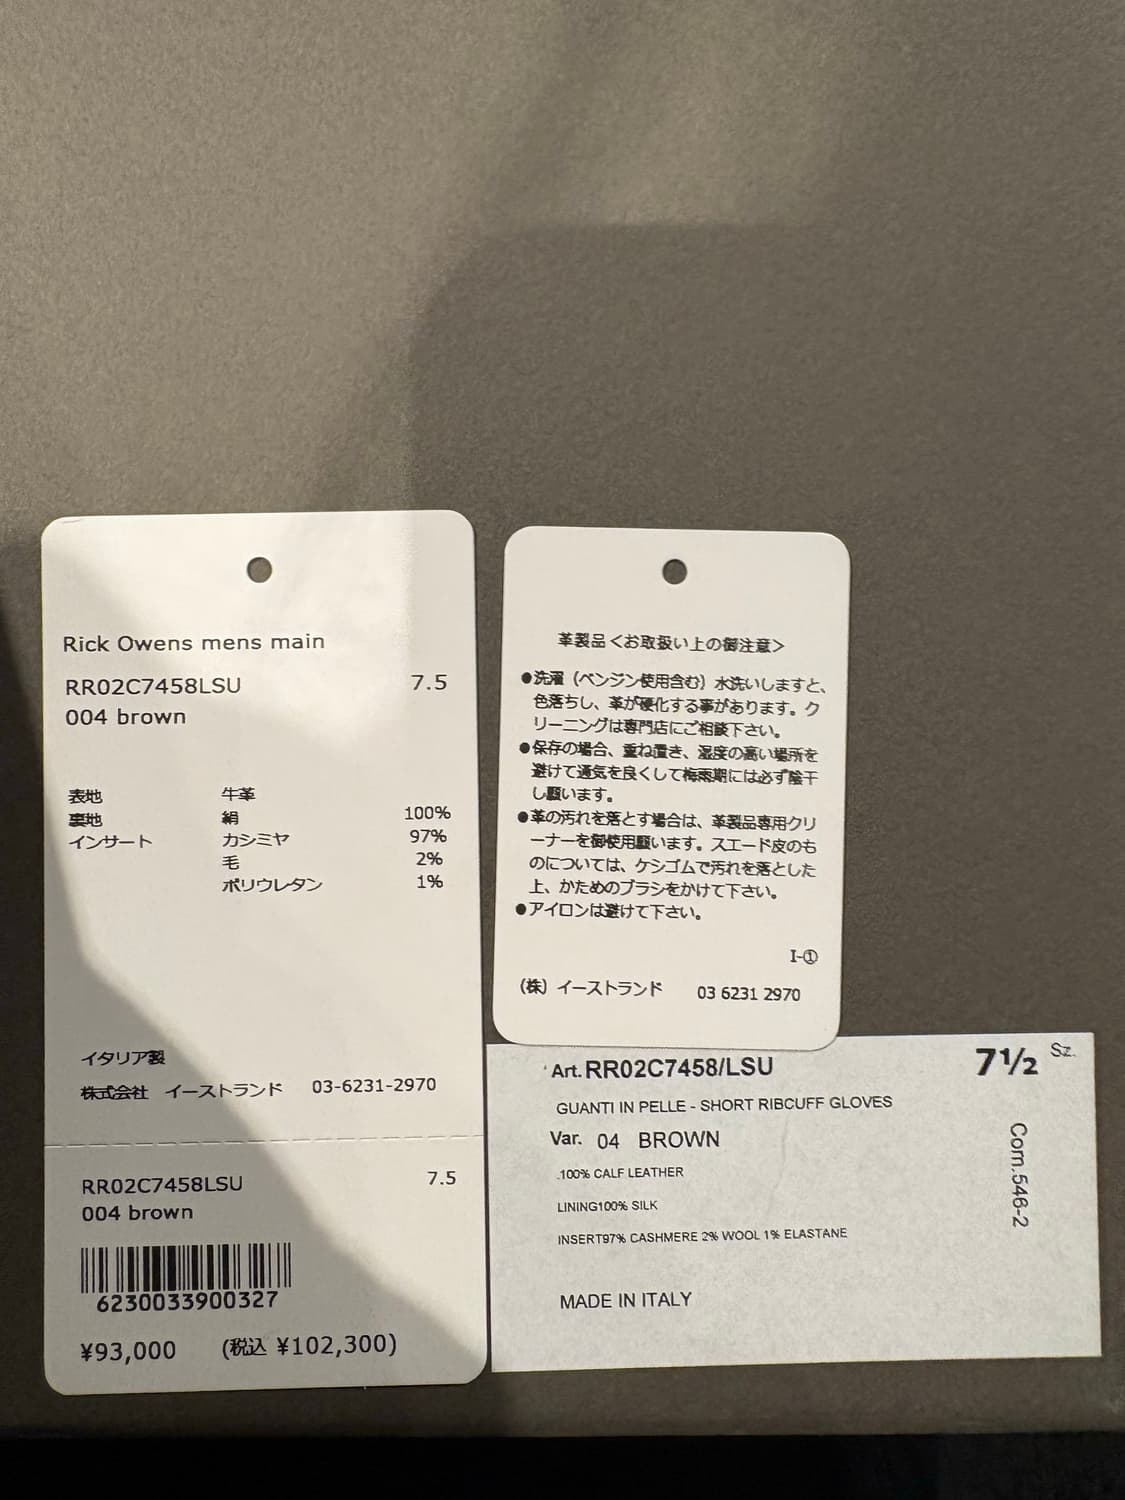 Rick Owens mens main
RR02C7458LSU 7.5
004 brown
表地 牛革
裏地 絹 100%
インサート カシミヤ 97%
毛 2%
ポリウレタン 1%
イタリア製
株式会社 イーストランド 03-6231-2970
RR02C7458LSU 7.5
004 brown
6230033900327
¥93,000 (税込 ¥102,300)
革製品<お取扱い上の御注意>
●洗濯(ベンジン使用含む)水洗いしますと、
色落ちし、革が硬化する事があります。ク
リーニングは専門店にご相談下さい。
●保存の場合、重ね置き、湿度の高い場所を
避けて通気を良くして梅雨期には必ず陰干
し願います。
●革の汚れを落とす場合は、革製品専用クリ
ーナーを御使用願います。スエード皮のも
のについては、ケシゴムで汚れを落とした
上、かためのブラシをかけて下さい。
●アイロンは避けて下さい。
I-①
(株)イーストランド 03 6231 2970
Art. RR02C7458/LSU 7½ Sz.
GUANTI IN PELLE - SHORT RIBCUFF GLOVES
Var. 04 BROWN
.100% CALF LEATHER
LINING100% SILK
INSERT97% CASHMERE 2% WOOL 1% ELASTANE
MADE IN ITALY
Com.546-2